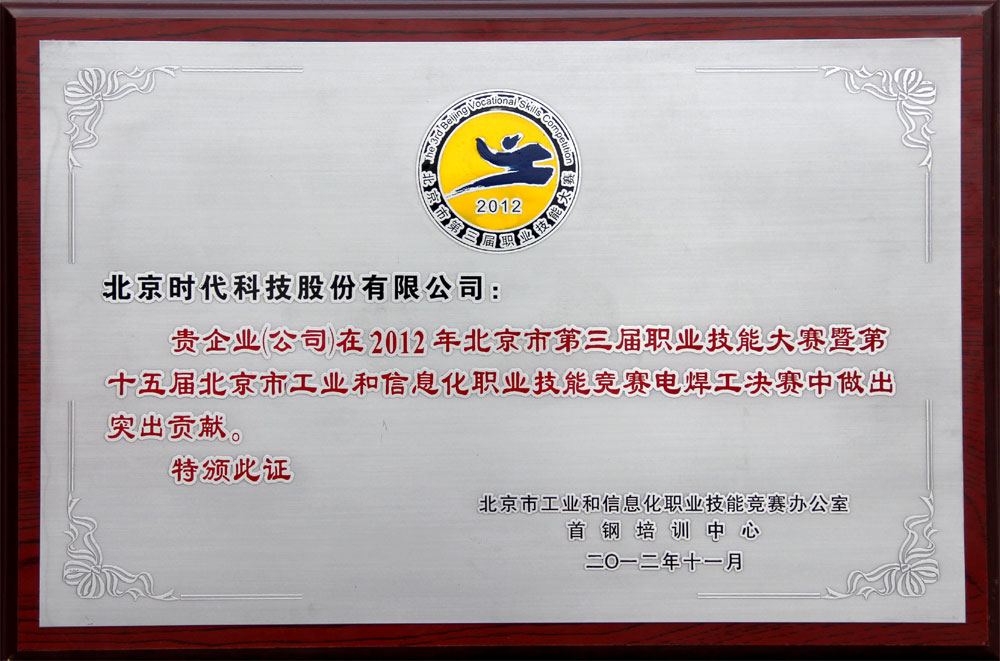 The 3rd Beijing Vocational Skills Competition
2012
北京市第三届职业技能大赛
北京时代科技股份有限公司：
贵企业(公司)在2012年北京市第三届职业技能大赛暨第
十五届北京市工业和信息化职业技能竞赛电焊工决赛中做出
突出贡献。
特颁此证
北京市工业和信息化职业技能竞赛办公室
首钢培训中心
二〇一二年十一月